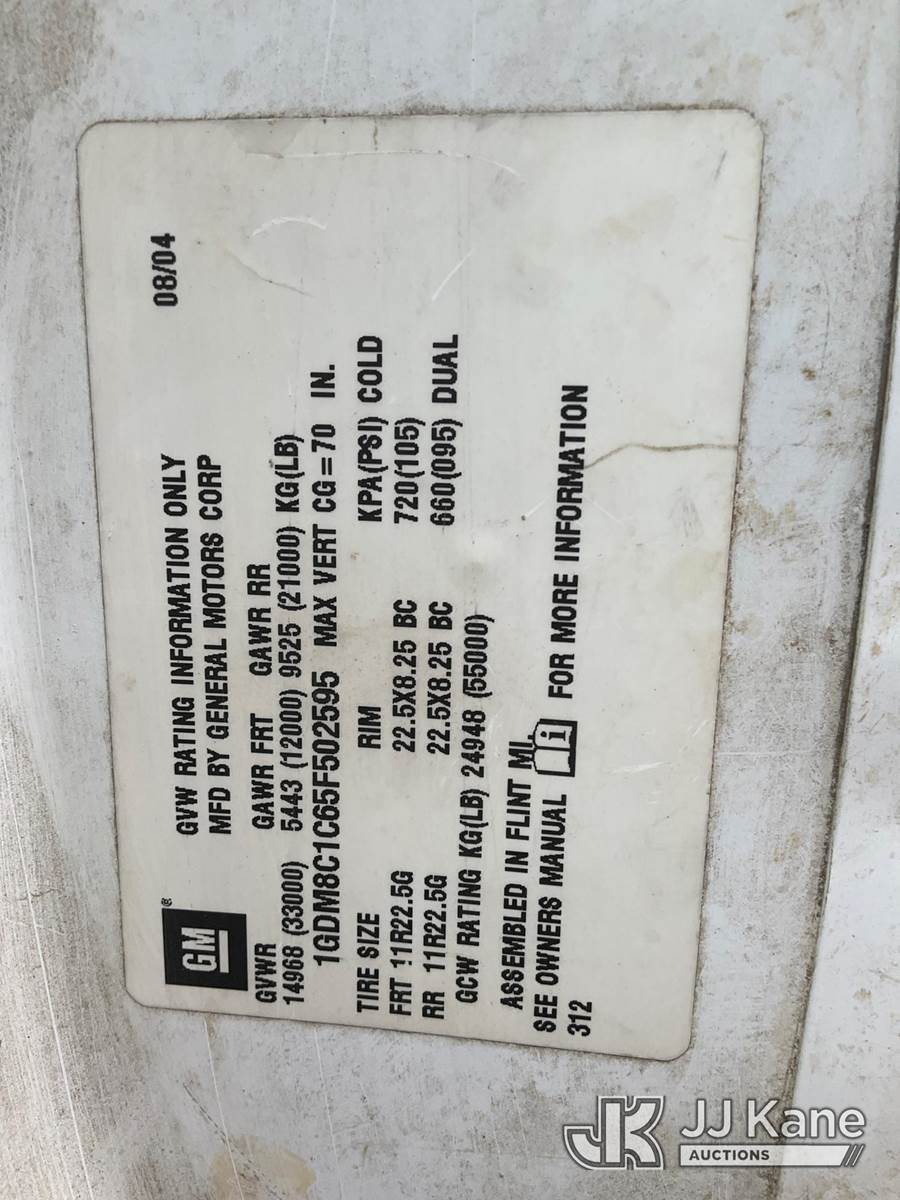 GM®
GVW RATING INFORMATION ONLY 08/04
MFD BY GENERAL MOTORS CORP
GVWR GAWR FRT GAWR RR
14968 (33000) 5443 (12000) 9525 (21000) KG(LB)
1GDM8C1C65F502595 MAX VERT CG=70 IN.
TIRE SIZE RIM KPA(PSI) COLD
FRT 11R22.5G 22.5X8.25 BC 720(105)
RR 11R22.5G 22.5X8.25 BC 660(095) DUAL
GCW RATING KG(LB) 24948 (55000)
ASSEMBLED IN FLINT MI.
SEE OWNERS MANUAL i FOR MORE INFORMATION
312
JK JJ Kane
AUCTIONS